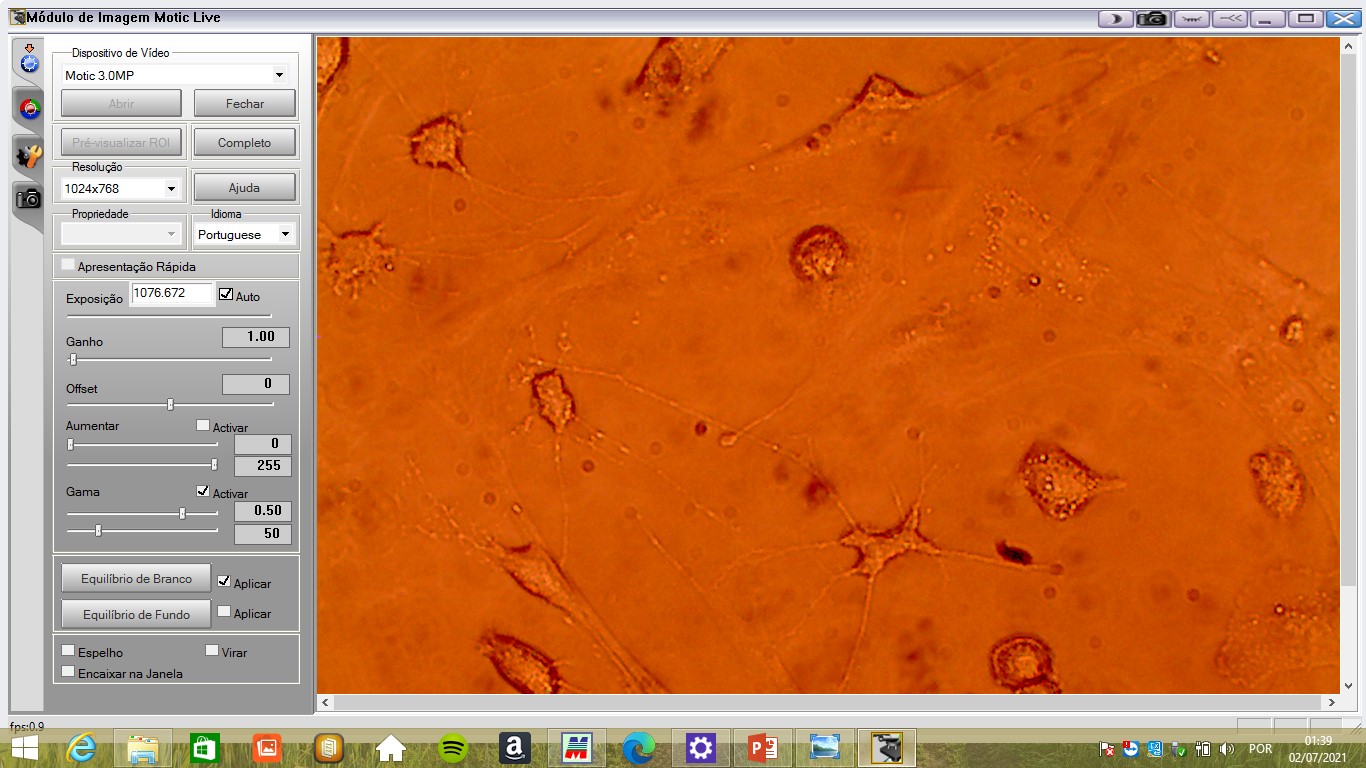 Módulo de Imagem Motic Live
Dispositivo de Vídeo
Motic 3.0MP
Abrir
Fechar
Pré-visualizar ROI
Completo
Resolução
1024x768
Ajuda
Propriedade
Idioma
Portuguese
Apresentação Rápida
Exposição
1076.672
Auto
Ganho
1.00
Offset
0
Aumentar
Activar
0
255
Gama
Activar
0.50
50
Equilíbrio de Branco
Aplicar
Equilíbrio de Fundo
Aplicar
Espelho
Virar
Encaixar na Janela
fps:0.9
POR
01:39
02/07/2021